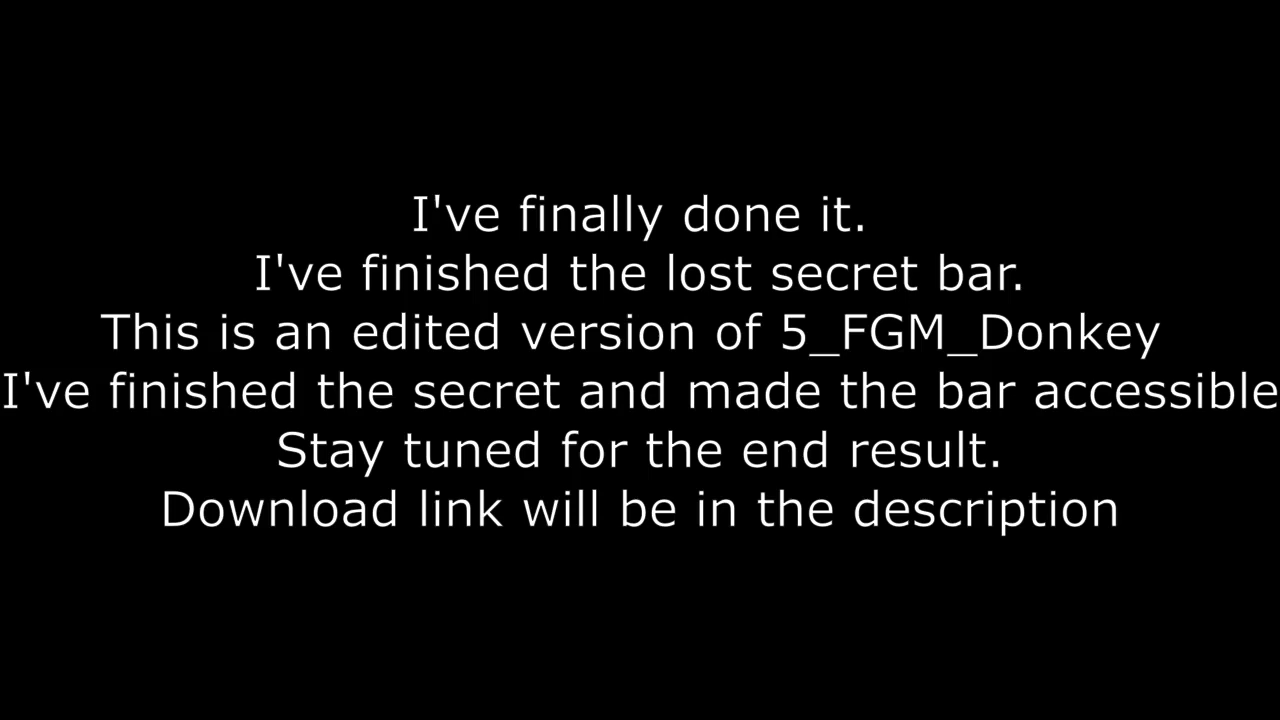 I've finally done it.
I've finished the lost secret bar.
This is an edited version of 5_FGM_Donkey
I've finished the secret and made the bar accessible
Stay tuned for the end result.
Download link will be in the description